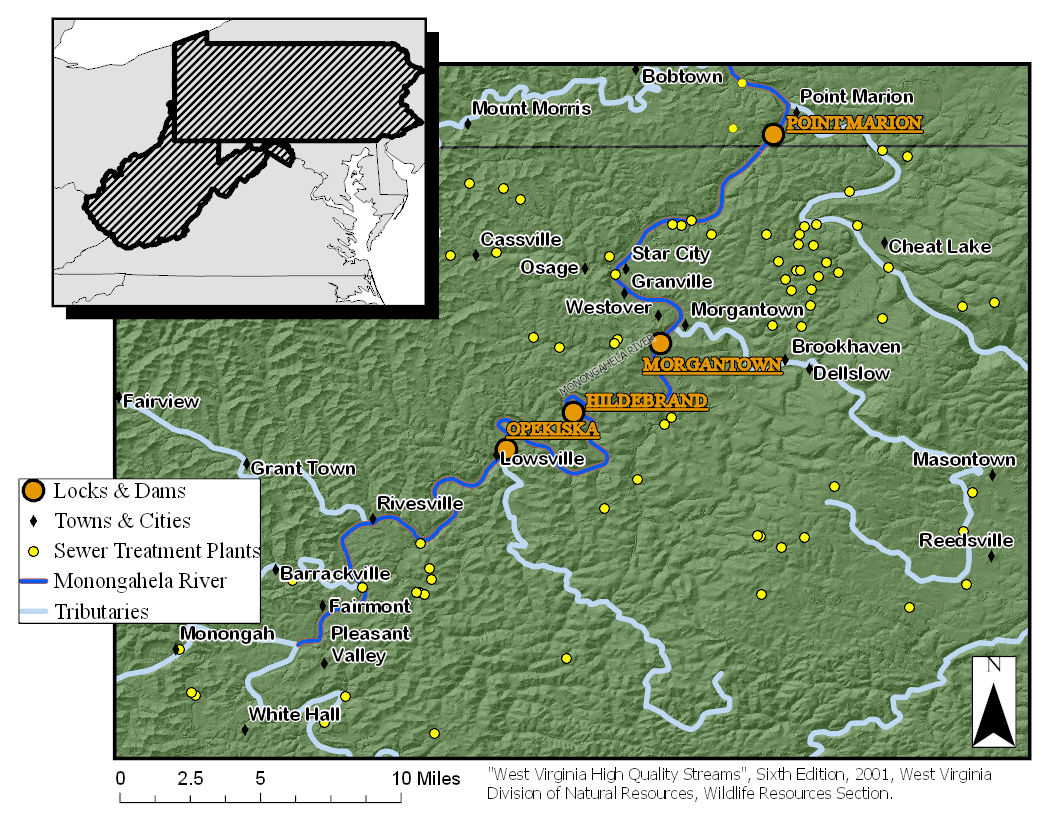 Bobtown
Mount Morris
Point Marion
POINT MARION
Cassville
Osage
Star City
Granville
Cheat Lake
Westover
Morgantown
MONONGAHELA RIVER
MORGANTOWN
Brookhaven
Dellslow
Fairview
HILDEBRAND
OPEKISKA
Lowsville
Grant Town
Masontown
Rivesville
Reedsville
Barrackville
Fairmont
Monongah
Pleasant
Valley
White Hall
Locks & Dams
Towns & Cities
Sewer Treatment Plants
Monongahela River
Tributaries
N
0 2.5 5 10 Miles
"West Virginia High Quality Streams", Sixth Edition, 2001, West Virginia
Division of Natural Resources, Wildlife Resources Section.